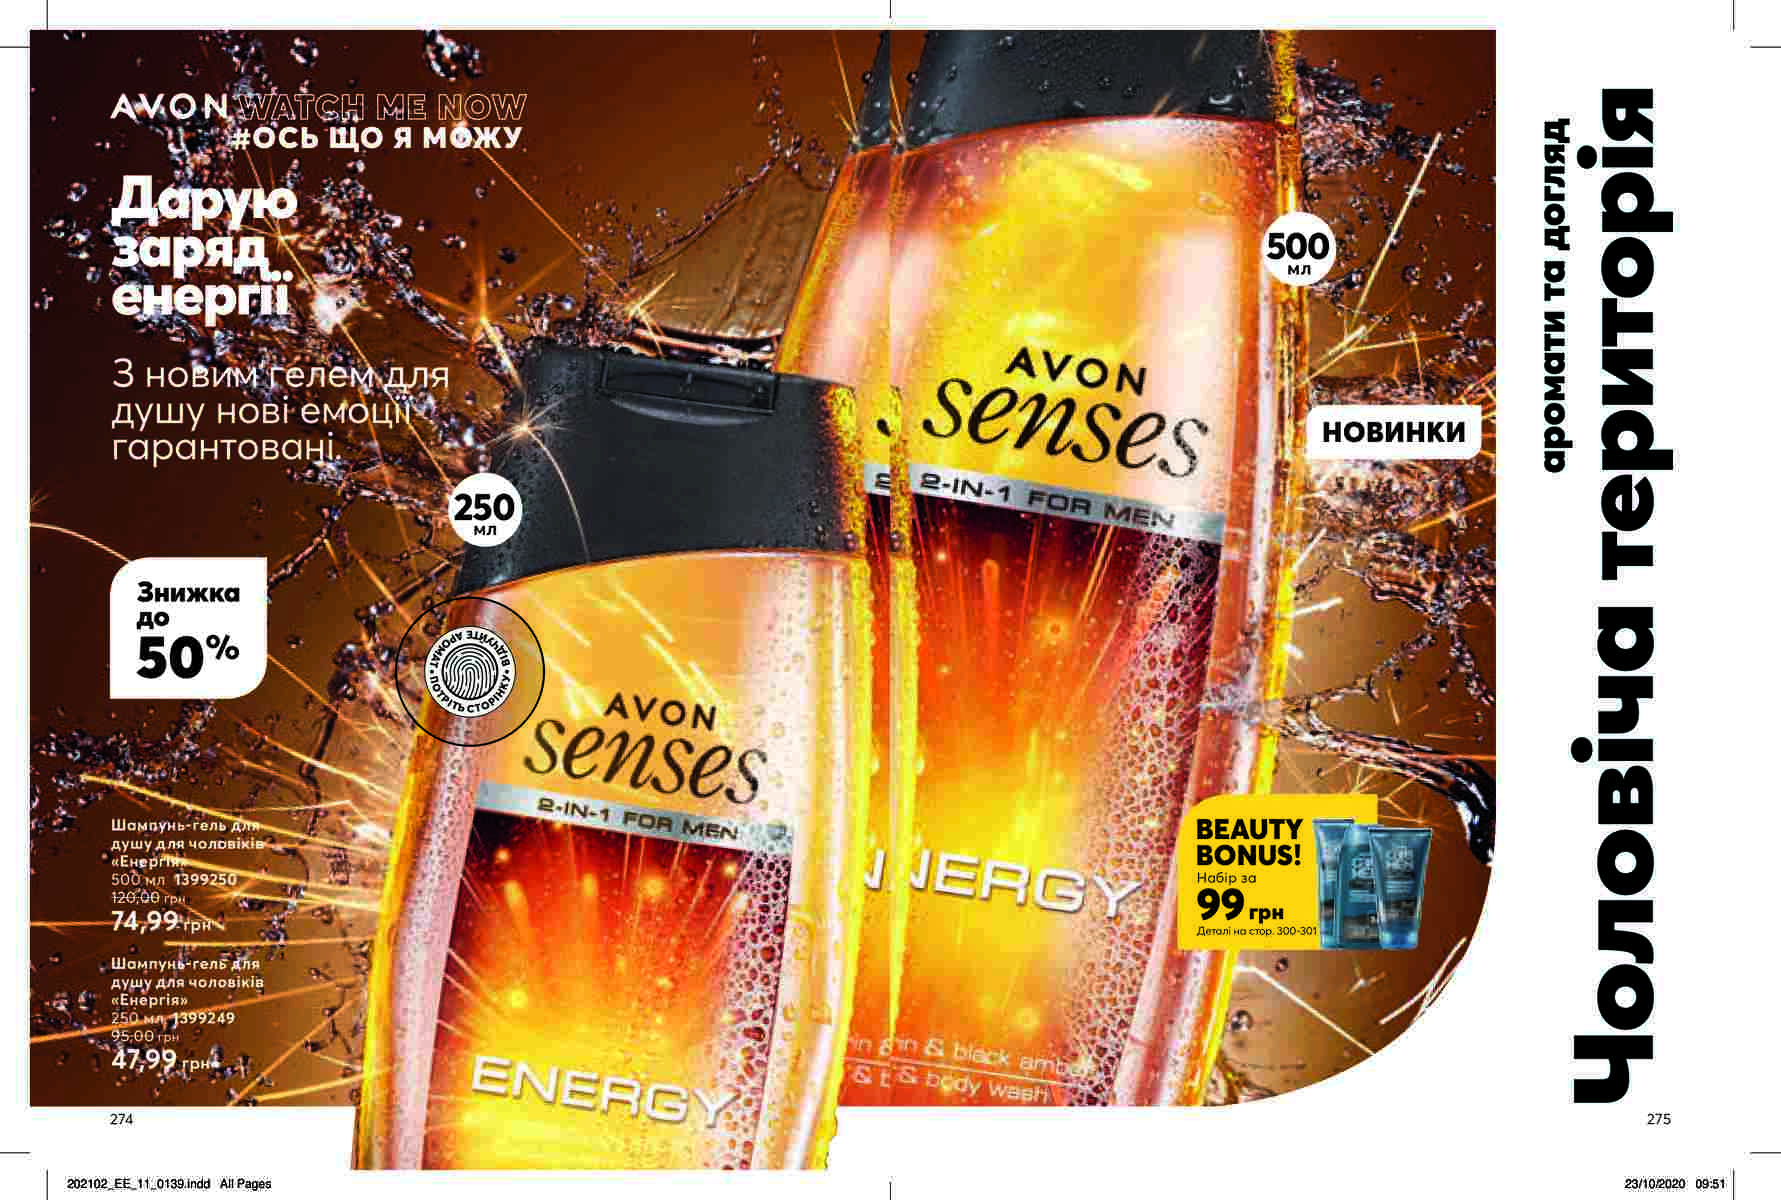 AVON WATCH ME NOW
#ОСЬ ЩО Я МОЖУ
Дарую
заряд
енергії
З новим гелем для
душу нові емоції
гарантовані.
250
мл
500
мл
НОВИНКИ
Знижка
до
50%
ВІДЧУЙТЕ АРОМАТ • ПОТРІТЬ СТОРІНКУ •
AVON
senses
2-IN-1 FOR MEN
ENERGY
AVON
senses
2-IN-1 FOR MEN
NERGY
& black amber
& body wash
Шампунь-гель для
душу для чоловіків
«Енергія»
500 мл 1399250
120,00 грн
74,99 грн
Шампунь-гель для
душу для чоловіків
«Енергія»
250 мл 1399249
95,00 грн
47,99 грн
BEAUTY
BONUS!
Набір за
99 грн
Деталі на стор. 300-301
аромати та догляд
Чоловіча територія
274
275
202102_EE_11_0139.indd All Pages
23/10/2020 09:51